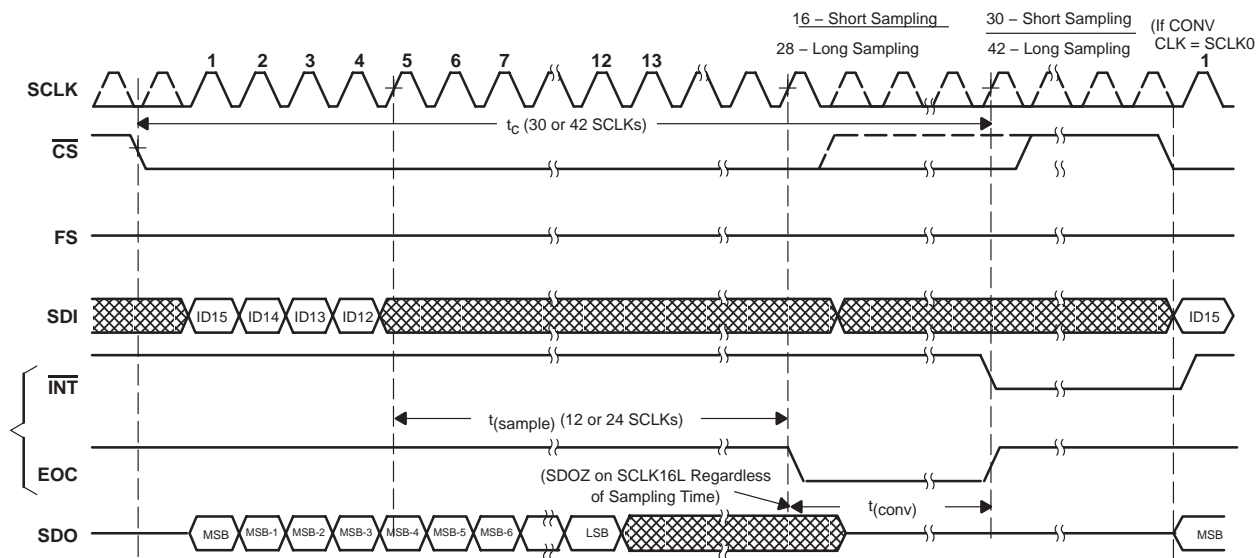 16 – Short Sampling
30 – Short Sampling
(If CONV
28 – Long Sampling
42 – Long Sampling
CLK = SCLK0
1 2 3 4 5 6 7 12 13 1
SCLK
tc (30 or 42 SCLKs)
CS
FS
SDI
ID15 ID14 ID13 ID12 ID15
INT
t(sample) (12 or 24 SCLKs)
EOC
(SDOZ on SCLK16L Regardless
of Sampling Time)
t(conv)
SDO
MSB MSB-1 MSB-2 MSB-3 MSB-4 MSB-5 MSB-6 LSB MSB